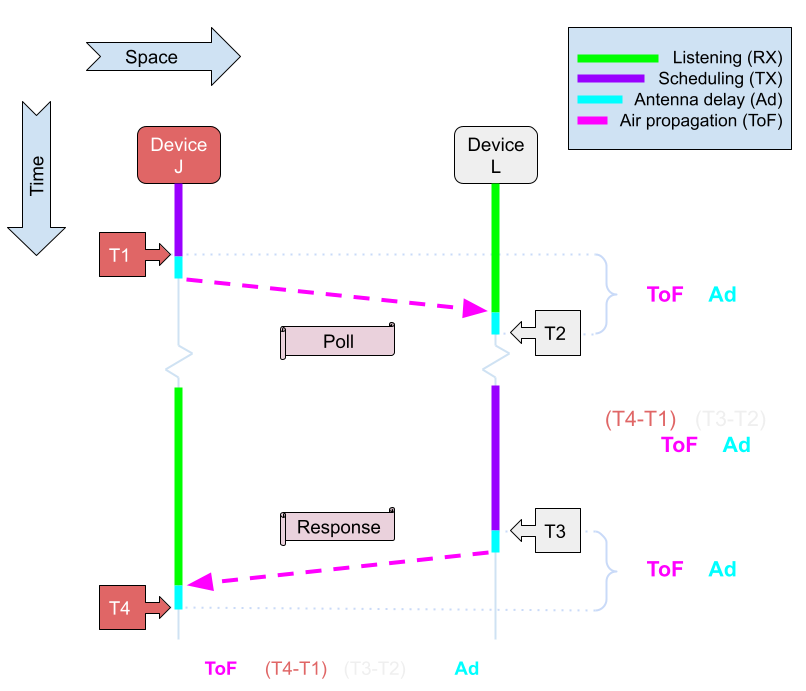 Space
Time
Listening (RX)
Scheduling (TX)
Antenna delay (Ad)
Air propagation (ToF)
Device
J
Device
L
T1
ToF Ad
T2
Poll
(T4-T1) (T3-T2)
ToF Ad
Response
T3
ToF Ad
T4
ToF (T4-T1) (T3-T2) Ad